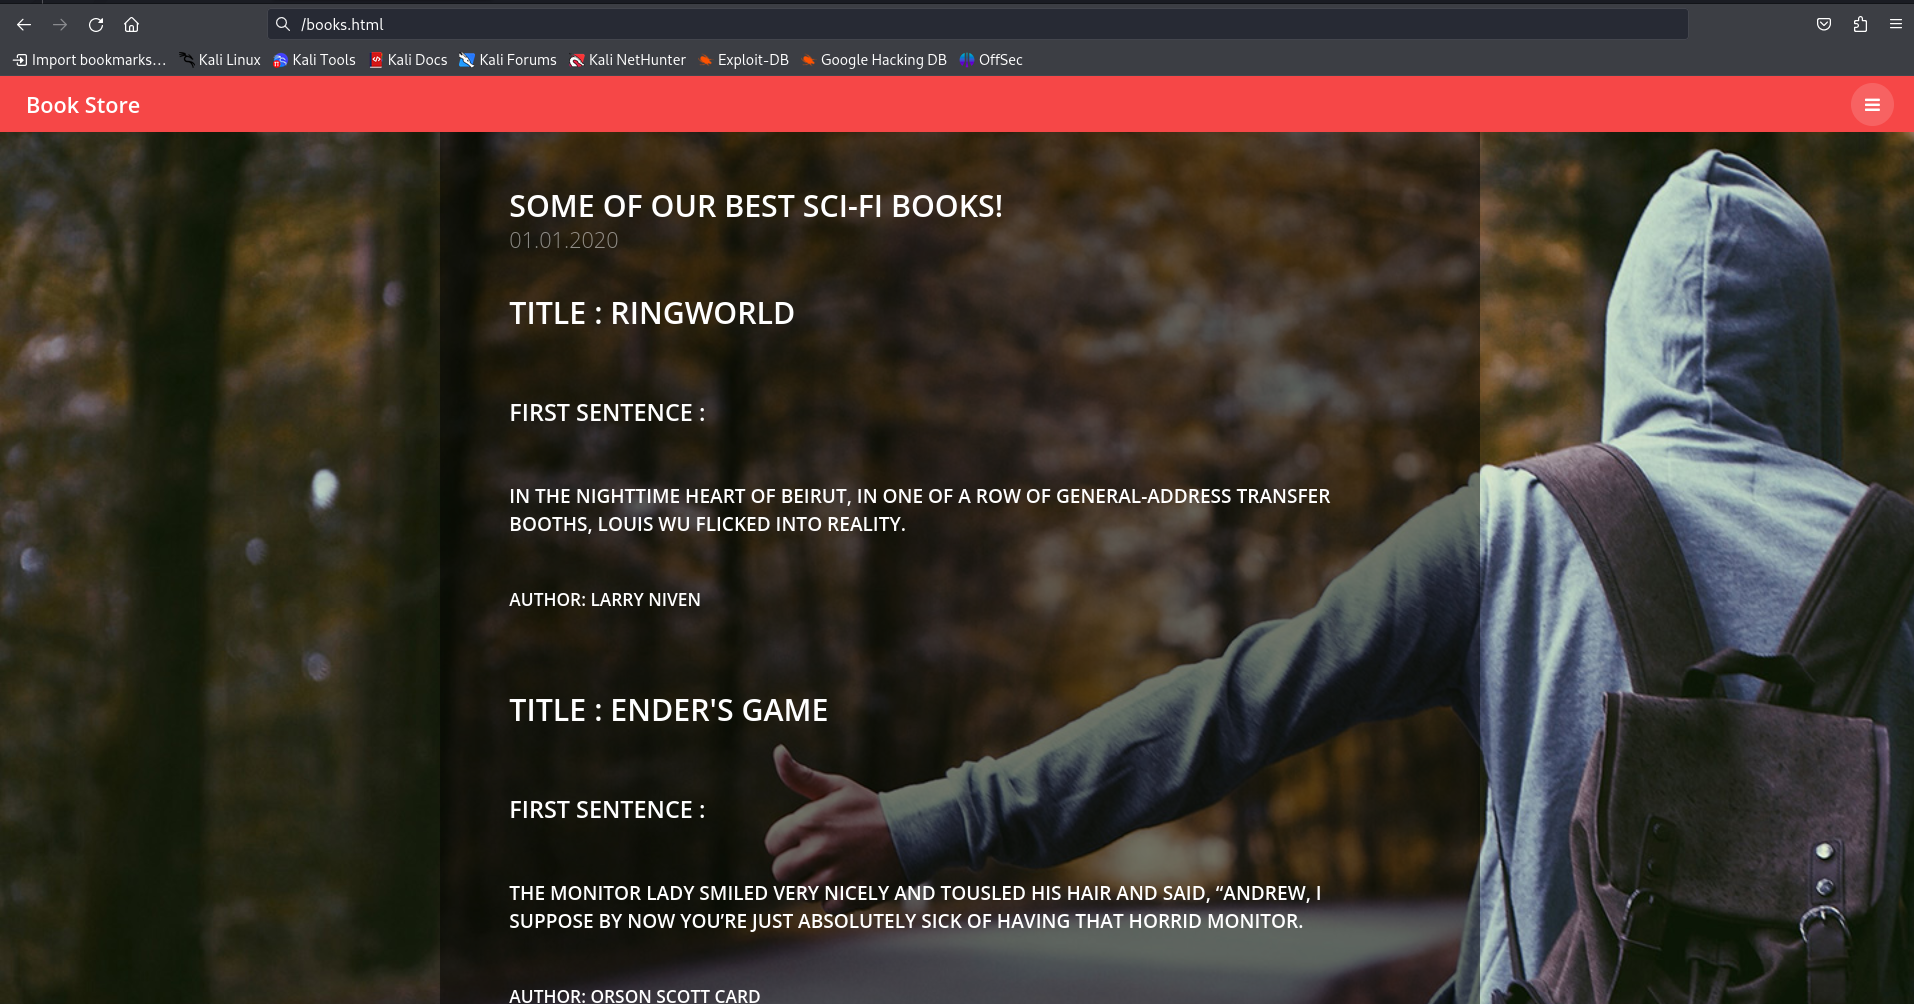 /books.html
Import bookmarks...
Kali Linux
Kali Tools
Kali Docs
Kali Forums
Kali NetHunter
Exploit-DB
Google Hacking DB
OffSec
Book Store
SOME OF OUR BEST SCI-FI BOOKS!
01.01.2020
TITLE : RINGWORLD
FIRST SENTENCE :
IN THE NIGHTTIME HEART OF BEIRUT, IN ONE OF A ROW OF GENERAL-ADDRESS TRANSFER
BOOTHS, LOUIS WU FLICKED INTO REALITY.
AUTHOR: LARRY NIVEN
TITLE : ENDER'S GAME
FIRST SENTENCE :
THE MONITOR LADY SMILED VERY NICELY AND TOUSLED HIS HAIR AND SAID, “ANDREW, I
SUPPOSE BY NOW YOU’RE JUST ABSOLUTELY SICK OF HAVING THAT HORRID MONITOR.
AUTHOR: ORSON SCOTT CARD